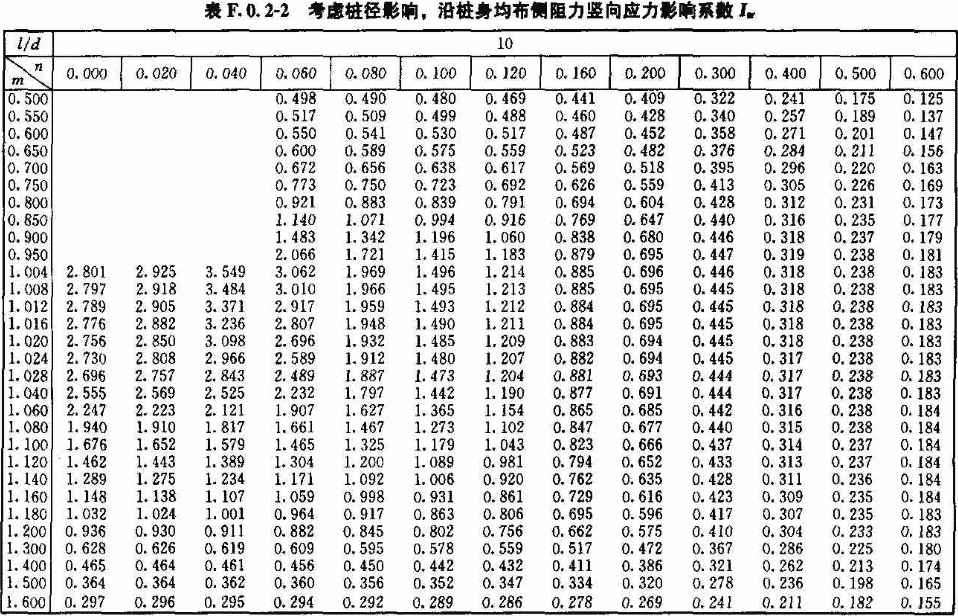 表 F.0.2-2 考虑桩径影响，沿桩身均布侧阻力竖向应力影响系数 Isr
l/d 10
m n 0.000 0.020 0.040 0.060 0.080 0.100 0.120 0.160 0.200 0.300 0.400 0.500 0.600
0.500 0.498 0.490 0.480 0.469 0.441 0.409 0.322 0.241 0.175 0.125
0.550 0.517 0.509 0.499 0.488 0.460 0.428 0.340 0.257 0.189 0.137
0.600 0.550 0.541 0.530 0.517 0.487 0.452 0.358 0.271 0.201 0.147
0.650 0.600 0.589 0.575 0.559 0.523 0.482 0.376 0.284 0.211 0.156
0.700 0.672 0.656 0.638 0.617 0.569 0.518 0.395 0.296 0.220 0.163
0.750 0.773 0.750 0.723 0.692 0.626 0.559 0.413 0.305 0.226 0.169
0.800 0.921 0.883 0.839 0.791 0.694 0.604 0.428 0.312 0.231 0.173
0.850 1.140 1.071 0.994 0.916 0.769 0.647 0.440 0.316 0.235 0.177
0.900 1.483 1.342 1.196 1.060 0.838 0.680 0.446 0.318 0.237 0.179
0.950 2.066 1.721 1.415 1.183 0.879 0.695 0.447 0.319 0.238 0.181
1.004 2.801 2.925 3.549 3.062 1.969 1.496 1.214 0.885 0.696 0.446 0.318 0.238 0.183
1.008 2.797 2.918 3.484 3.010 1.966 1.495 1.213 0.885 0.695 0.445 0.318 0.238 0.183
1.012 2.789 2.905 3.371 2.917 1.959 1.493 1.212 0.884 0.695 0.445 0.318 0.238 0.183
1.016 2.776 2.882 3.236 2.807 1.948 1.490 1.211 0.884 0.695 0.445 0.318 0.238 0.183
1.020 2.756 2.850 3.098 2.696 1.932 1.485 1.209 0.883 0.694 0.445 0.318 0.238 0.183
1.024 2.730 2.808 2.966 2.589 1.912 1.480 1.207 0.882 0.694 0.445 0.317 0.238 0.183
1.028 2.696 2.757 2.843 2.489 1.887 1.473 1.204 0.881 0.693 0.444 0.317 0.238 0.183
1.040 2.555 2.569 2.525 2.232 1.797 1.442 1.190 0.877 0.691 0.444 0.317 0.238 0.183
1.060 2.247 2.223 2.121 1.907 1.627 1.365 1.154 0.865 0.685 0.442 0.316 0.238 0.184
1.080 1.940 1.910 1.817 1.661 1.467 1.273 1.102 0.847 0.677 0.440 0.315 0.238 0.184
1.100 1.676 1.652 1.579 1.465 1.325 1.179 1.043 0.823 0.666 0.437 0.314 0.237 0.184
1.120 1.462 1.443 1.389 1.304 1.200 1.089 0.981 0.794 0.652 0.433 0.313 0.237 0.184
1.140 1.289 1.275 1.234 1.171 1.092 1.006 0.920 0.762 0.635 0.428 0.311 0.236 0.184
1.160 1.148 1.138 1.107 1.059 0.998 0.931 0.861 0.729 0.616 0.423 0.309 0.235 0.184
1.180 1.032 1.024 1.001 0.964 0.917 0.863 0.806 0.695 0.596 0.417 0.307 0.235 0.183
1.200 0.936 0.930 0.911 0.882 0.845 0.802 0.756 0.662 0.575 0.410 0.304 0.233 0.183
1.300 0.628 0.626 0.619 0.609 0.595 0.578 0.559 0.517 0.472 0.367 0.286 0.225 0.180
1.400 0.465 0.464 0.461 0.456 0.450 0.442 0.432 0.411 0.386 0.321 0.262 0.213 0.174
1.500 0.364 0.364 0.362 0.360 0.356 0.352 0.347 0.334 0.320 0.278 0.236 0.198 0.165
1.600 0.297 0.296 0.295 0.294 0.292 0.289 0.286 0.278 0.269 0.241 0.211 0.182 0.155